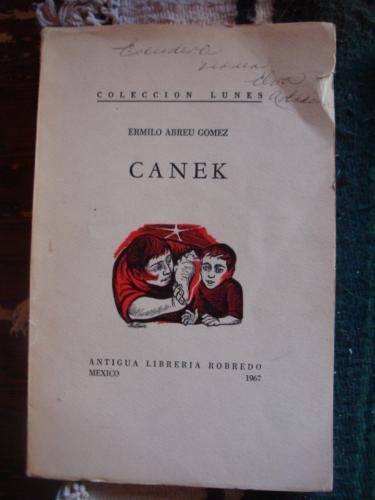 COLECCION LUNES
ERMILO ABREU GOMEZ
CANEK
ANTIGUA LIBRERIA ROBREDO
MEXICO 1967